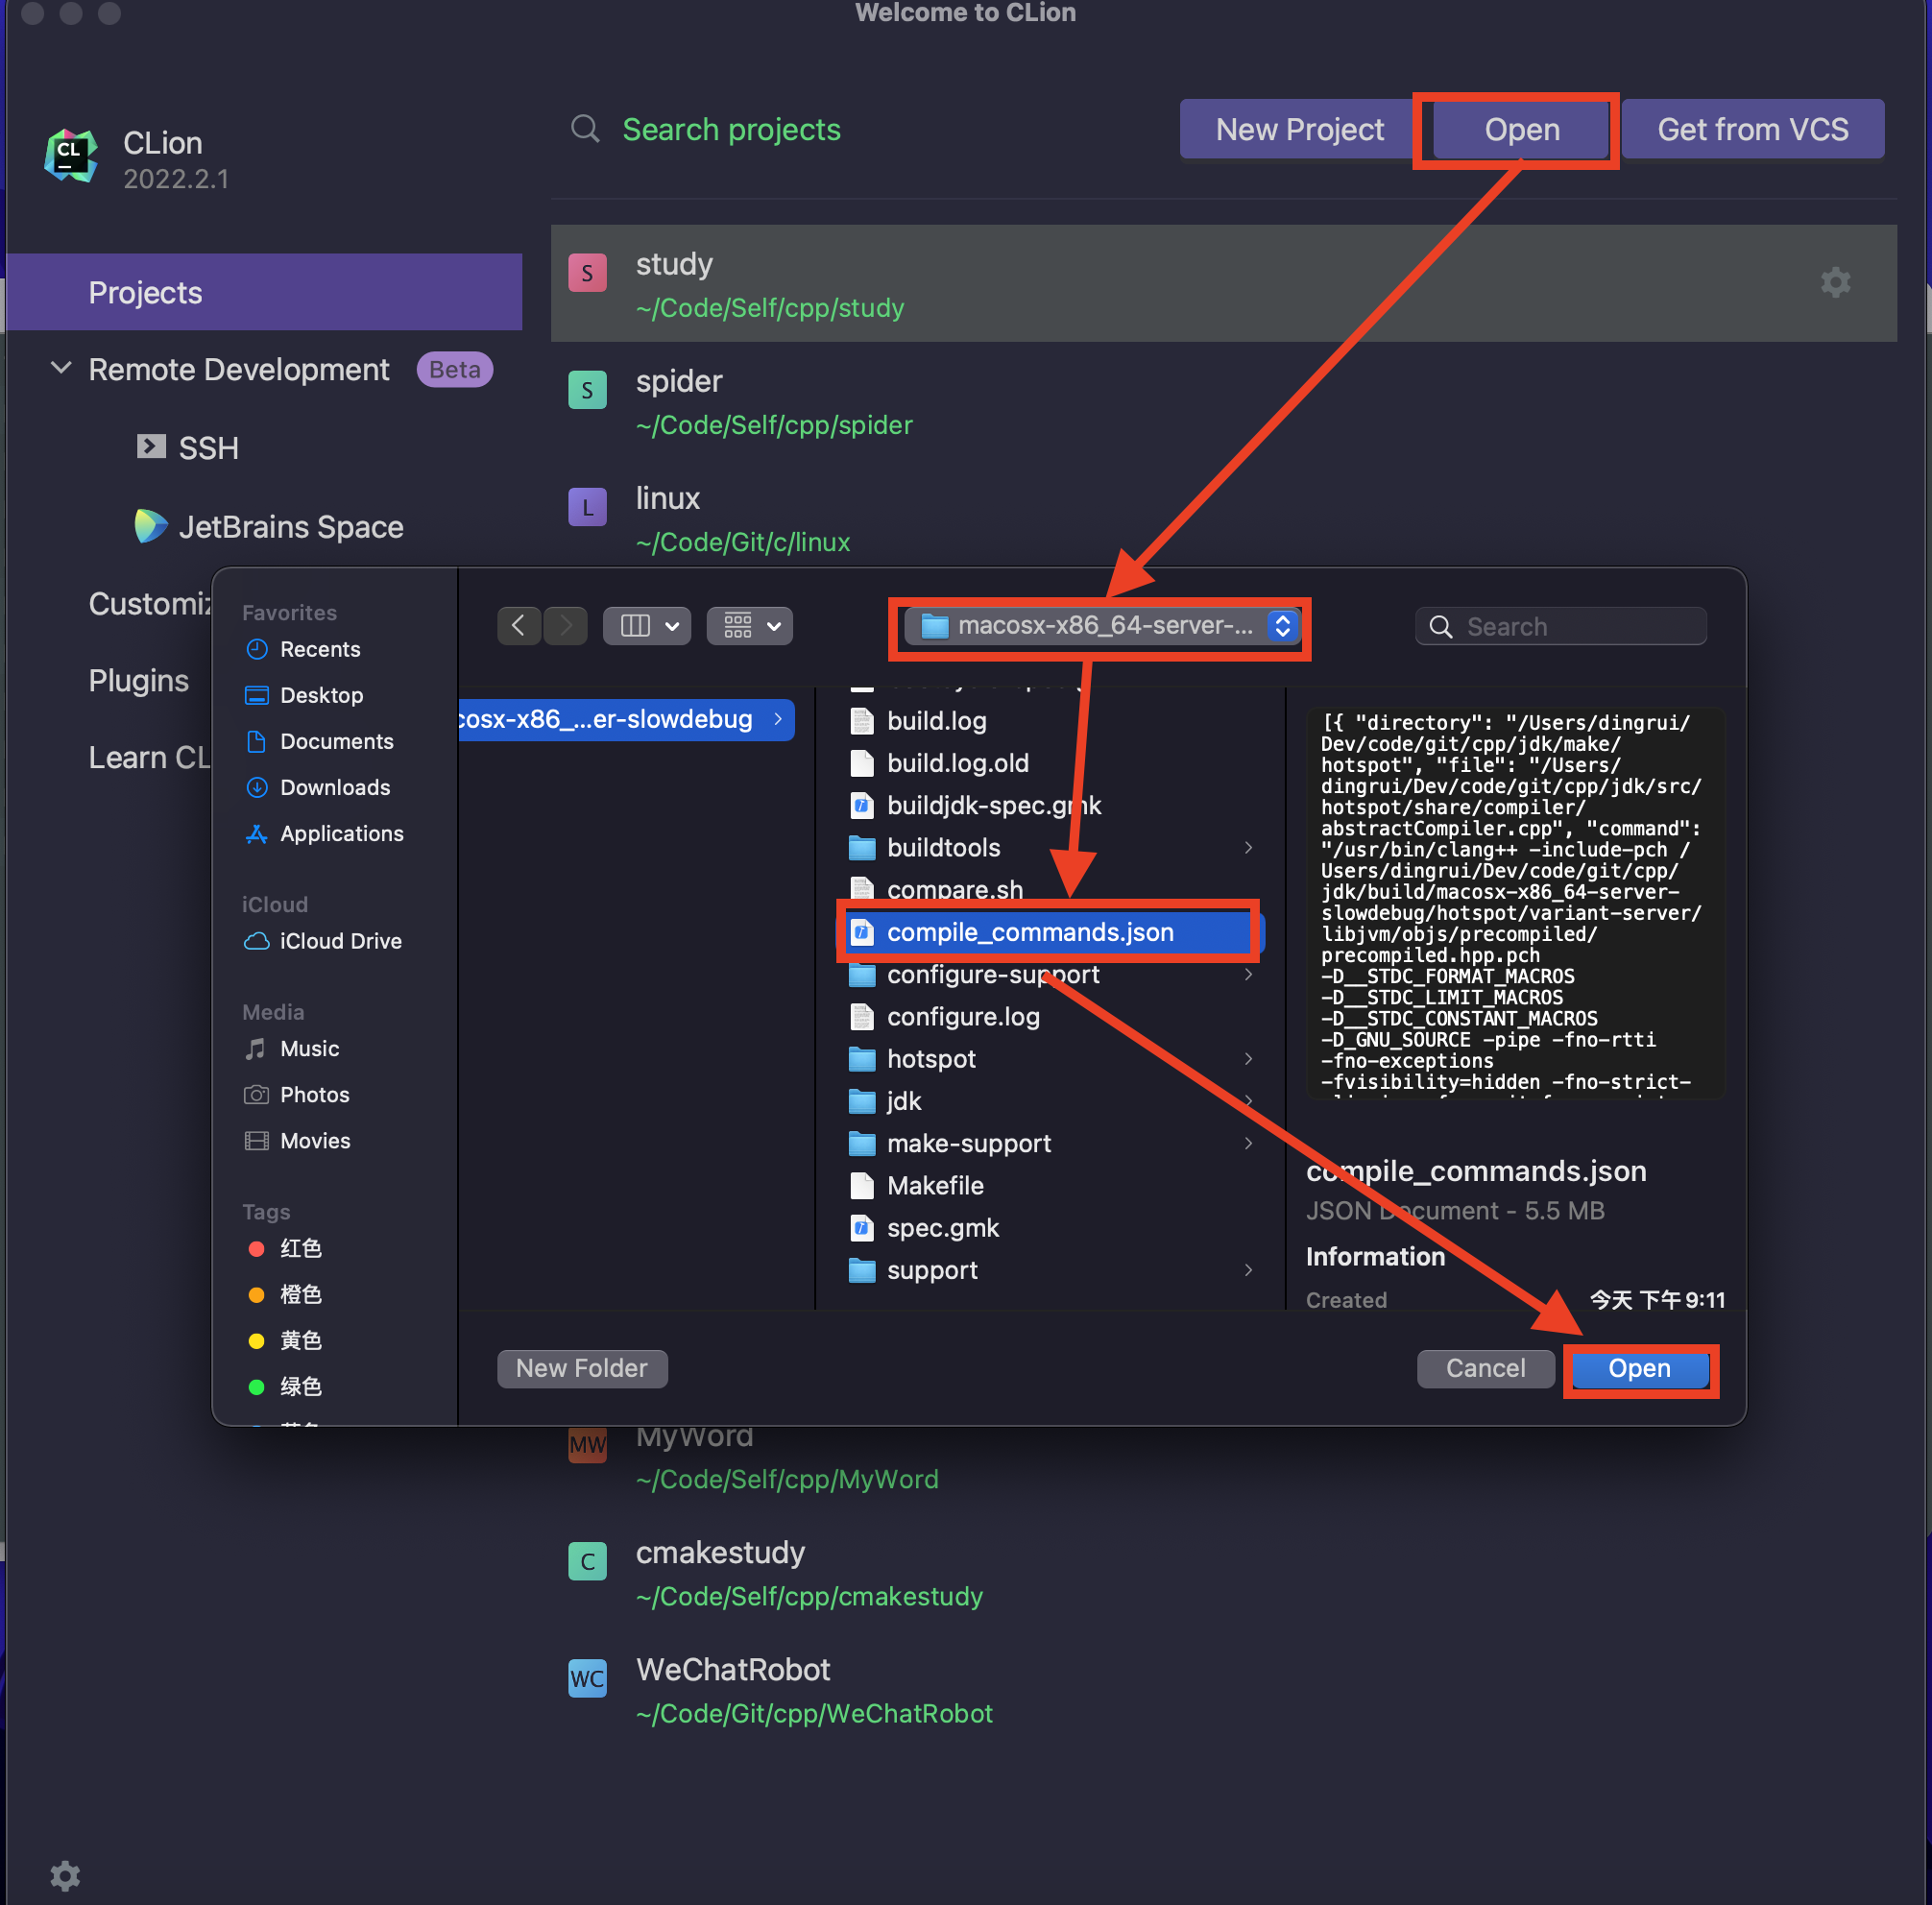 Welcome to CLion
CL
CLion
2022.2.1
Search projects
New Project
Open
Get from VCS
Projects
Remote Development
Beta
SSH
JetBrains Space
Customiz
Plugins
Learn CL
S
study
~/Code/Self/cpp/study
S
spider
~/Code/Self/cpp/spider
L
linux
~/Code/Git/c/linux
Favorites
Recents
Desktop
Documents
Downloads
Applications
iCloud
iCloud Drive
Media
Music
Photos
Movies
Tags
红色
橙色
黄色
绿色
macosx-x86_64-server-...
Search
cosx-x86_...er-slowdebug
build.log
build.log.old
buildjdk-spec.gmk
buildtools
compare.sh
compile_commands.json
configure-support
configure.log
hotspot
jdk
make-support
Makefile
spec.gmk
support
[{ "directory": "/Users/dingrui/
Dev/code/git/cpp/jdk/make/
hotspot", "file": "/Users/
dingrui/Dev/code/git/cpp/jdk/src/
hotspot/share/compiler/
abstractCompiler.cpp", "command":
"/usr/bin/clang++ -include-pch /
Users/dingrui/Dev/code/git/cpp/
jdk/build/macosx-x86_64-server-
slowdebug/hotspot/variant-server/
libjvm/objs/precompiled/
precompiled.hpp.pch
-D__STDC_FORMAT_MACROS
-D__STDC_LIMIT_MACROS
-D__STDC_CONSTANT_MACROS
-D_GNU_SOURCE -pipe -fno-rtti
-fno-exceptions
-fvisibility=hidden -fno-strict-
compile_commands.json
JSON Document - 5.5 MB
Information
Created
今天 下午 9:11
New Folder
Cancel
Open
MW
MyWord
~/Code/Self/cpp/MyWord
C
cmakestudy
~/Code/Self/cpp/cmakestudy
WC
WeChatRobot
~/Code/Git/cpp/WeChatRobot